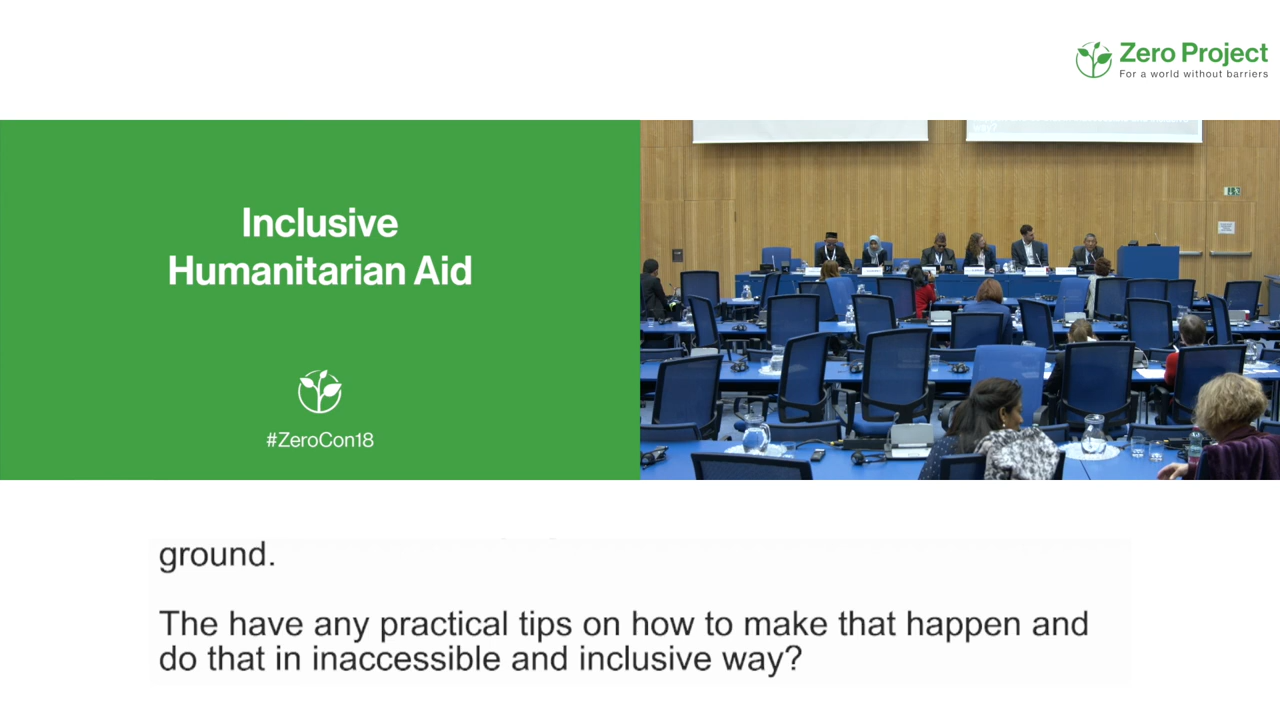 Zero Project
For a world without barriers
Inclusive
Humanitarian Aid
#ZeroCon18
ground.
The have any practical tips on how to make that happen and
do that in inaccessible and inclusive way?